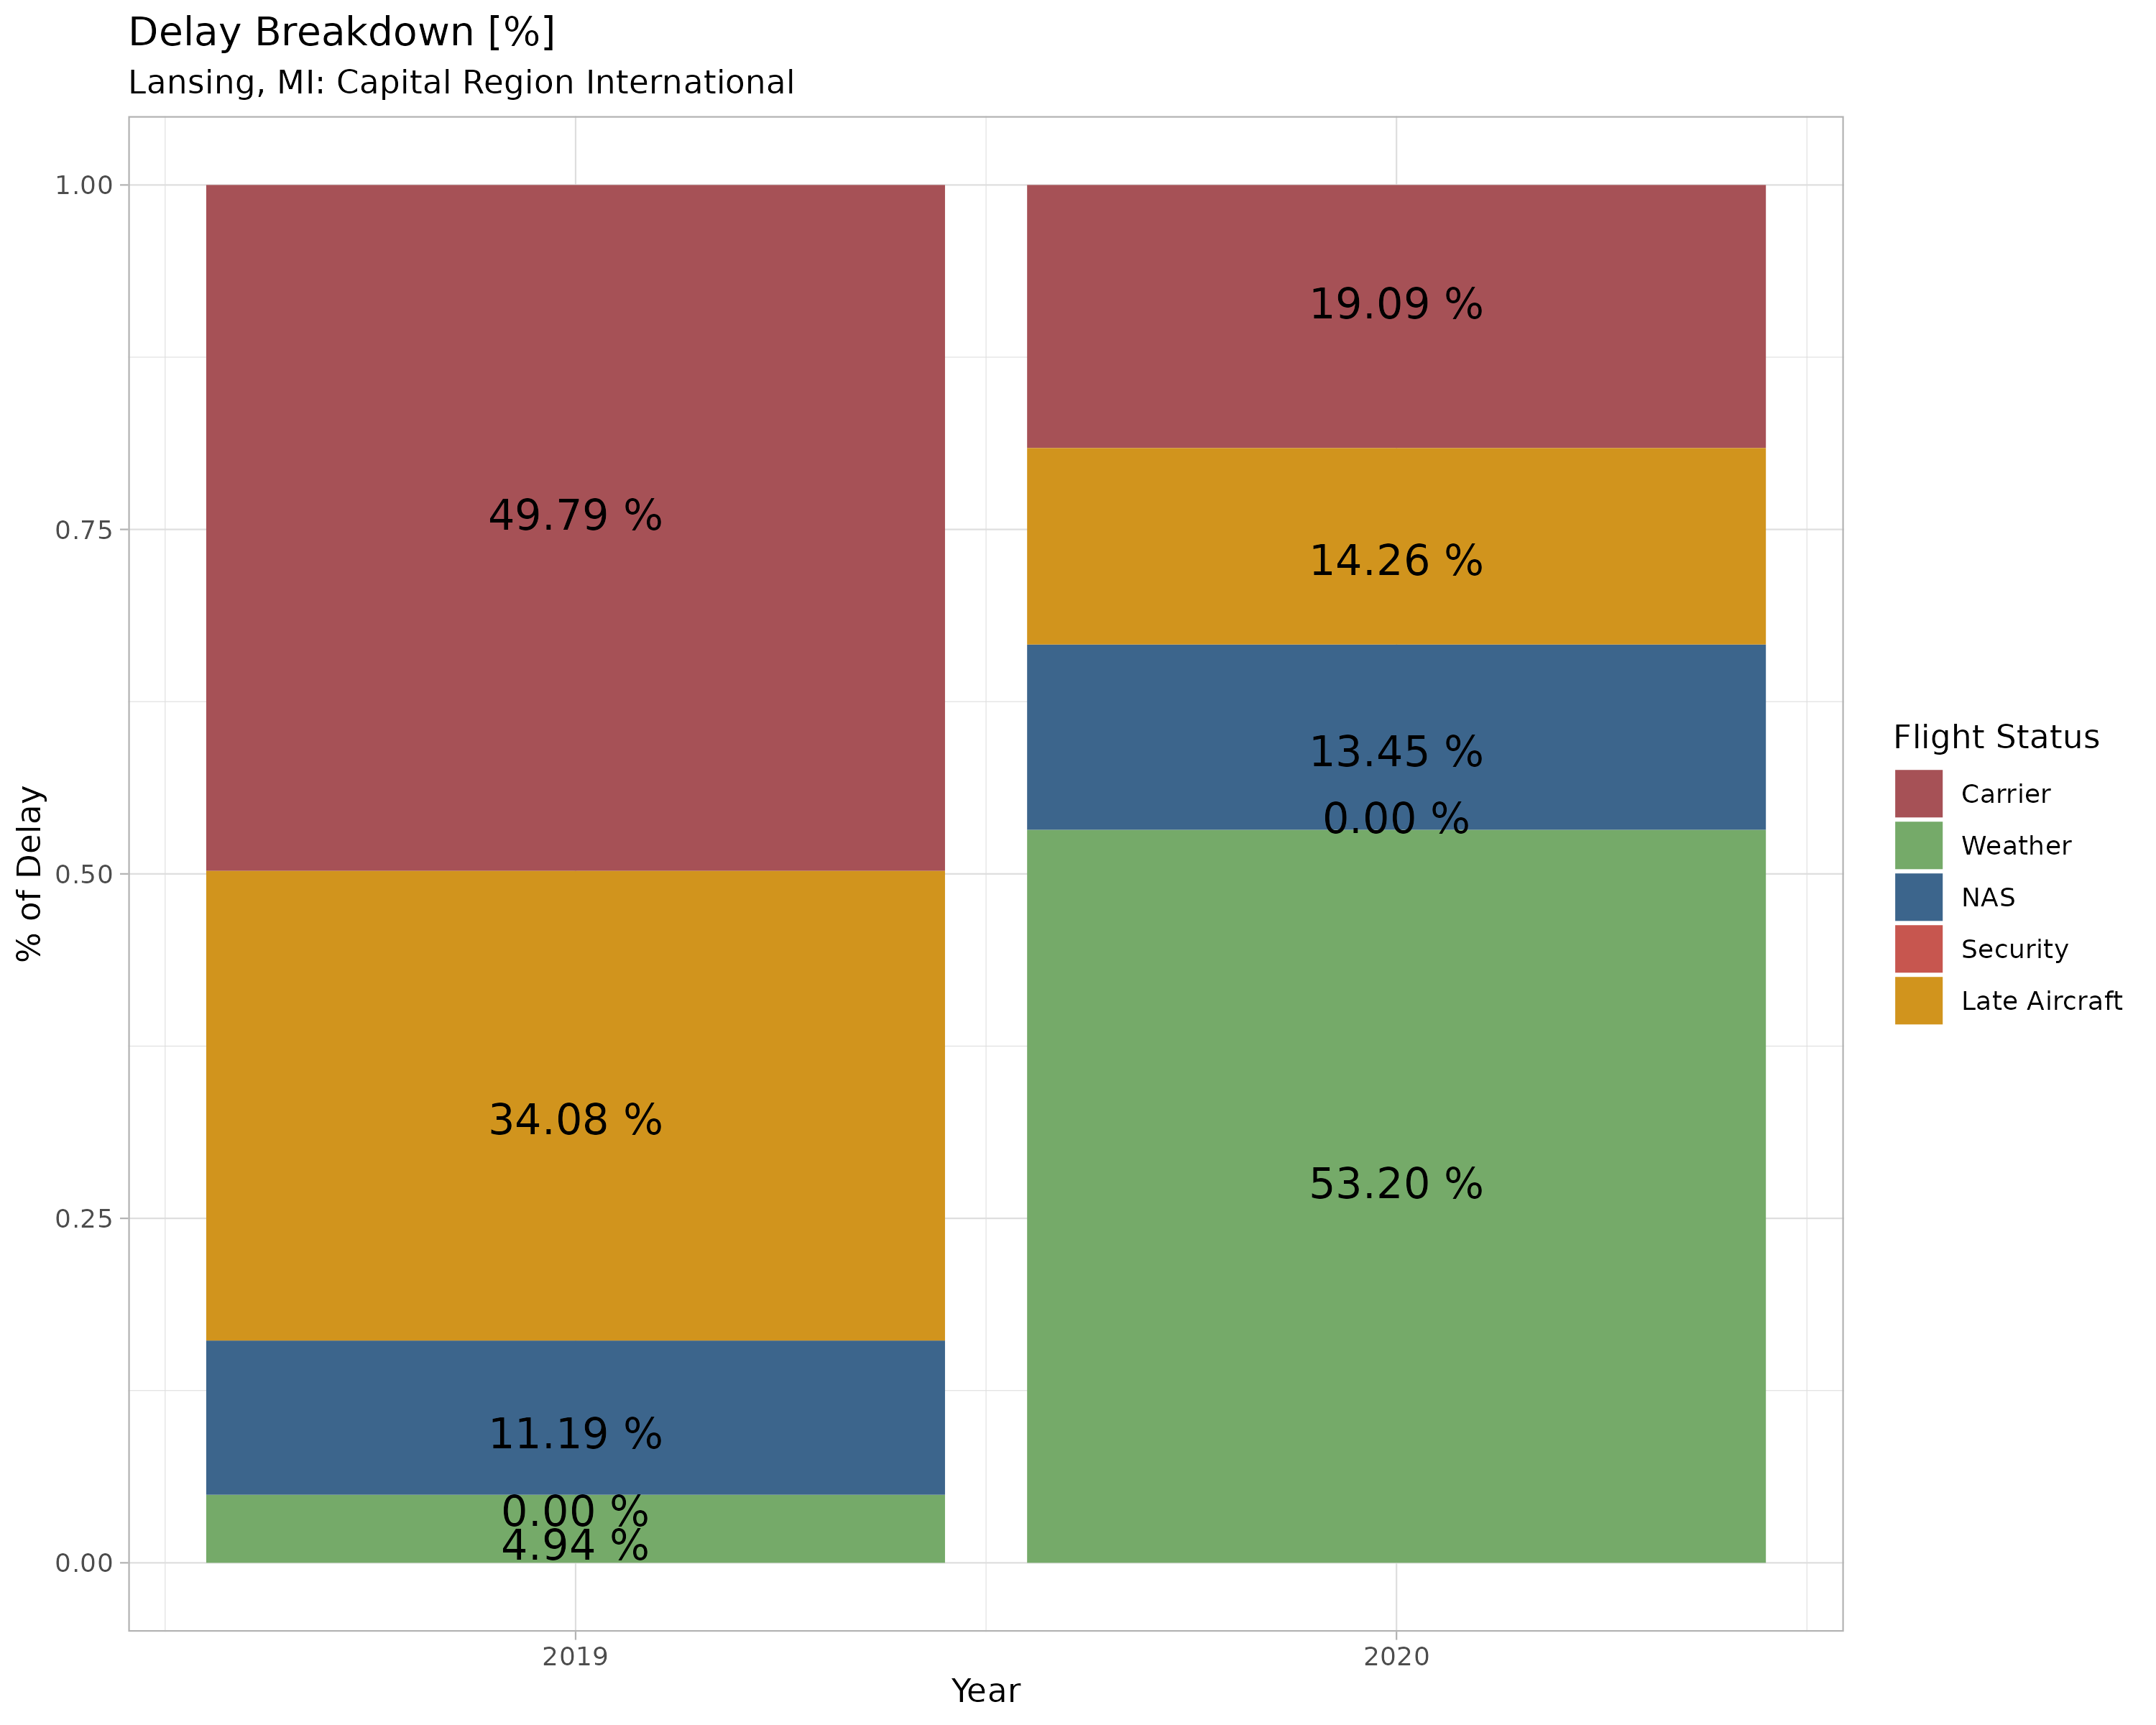 Delay Breakdown [%]
Lansing, MI: Capital Region International
% of Delay
1.00
0.75
0.50
0.25
0.00
49.79 %
34.08 %
11.19 %
0.00 %
4.94 %
19.09 %
14.26 %
13.45 %
0.00 %
53.20 %
2019
2020
Year
Flight Status
Carrier
Weather
NAS
Security
Late Aircraft